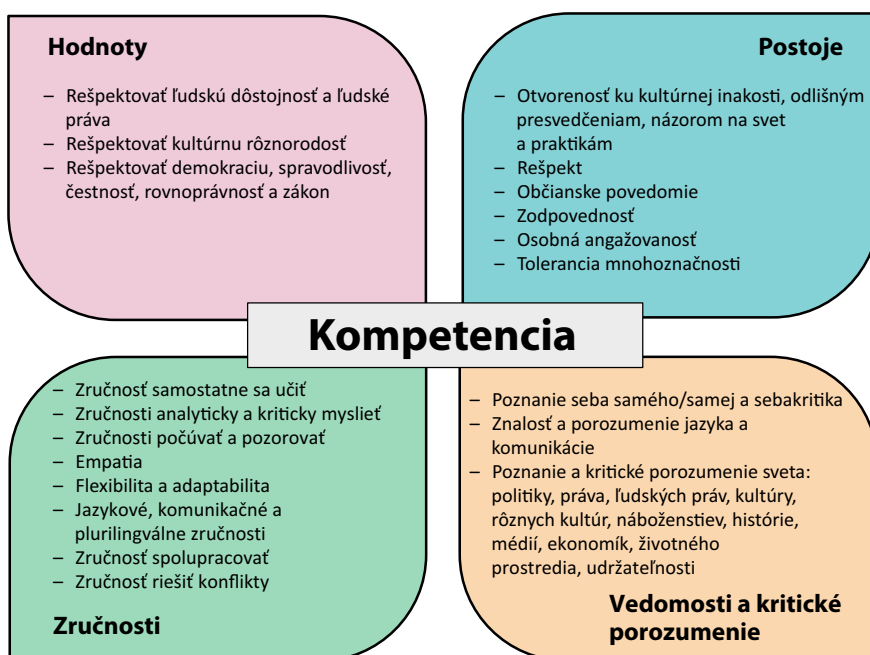 Hodnoty
– Rešpektovať ľudskú dôstojnosť a ľudské
práva
– Rešpektovať kultúrnu rôznorodosť
– Rešpektovať demokraciu, spravodlivosť,
čestnosť, rovnoprávnosť a zákon
Postoje
– Otvorenosť ku kultúrnej inakosti, odlišným
presvedčeniam, názorom na svet
a praktikám
– Rešpekt
– Občianske povedomie
– Zodpovednosť
– Osobná angažovanosť
– Tolerancia mnohoznačnosti
Kompetencia
– Zručnosť samostatne sa učiť
– Zručnosti analyticky a kriticky myslieť
– Zručnosti počúvať a pozorovať
– Empatia
– Flexibilita a adaptabilita
– Jazykové, komunikačné a
plurilingválne zručnosti
– Zručnosť spolupracovať
– Zručnosť riešiť konflikty
Zručnosti
– Poznanie seba samého/samej a sebakritika
– Znalosť a porozumenie jazyka a
komunikácie
– Poznanie a kritické porozumenie sveta:
politiky, práva, ľudských práv, kultúry,
rôznych kultúr, náboženstiev, histórie,
médií, ekonomík, životného
prostredia, udržateľnosti
Vedomosti a kritické
porozumenie